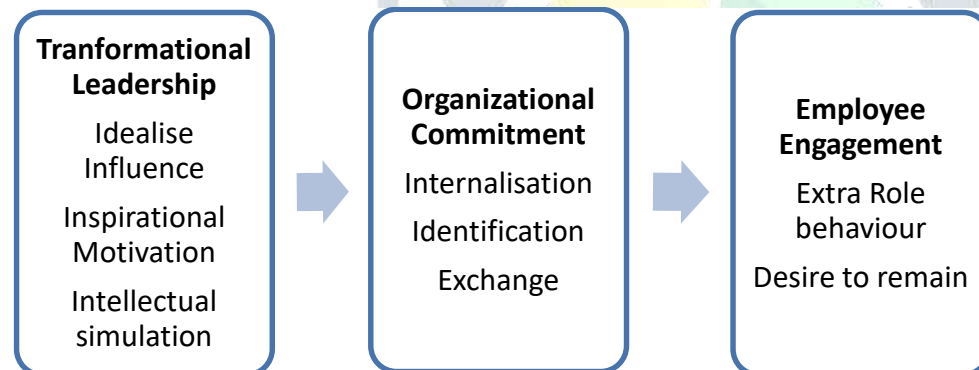 Tranformational
Leadership
Idealise
Influence
Inspirational
Motivation
Intellectual
simulation
Organizational
Commitment
Internalisation
Identification
Exchange
Employee
Engagement
Extra Role
behaviour
Desire to remain